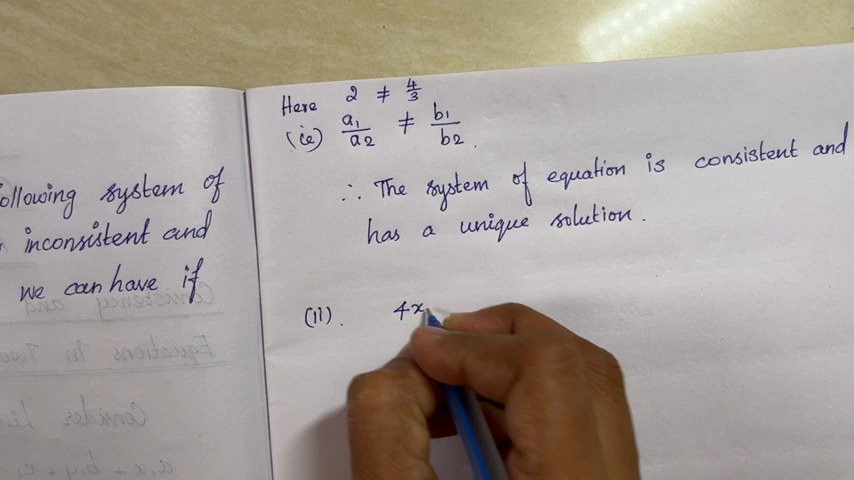 ollowing system of
inconsistent and
we can have if
Here 2 ≠ 4/3
(ie) a1/a2 ≠ b1/b2.
∴ The system of equation is consistent and
has a unique solution.
(II). 4x